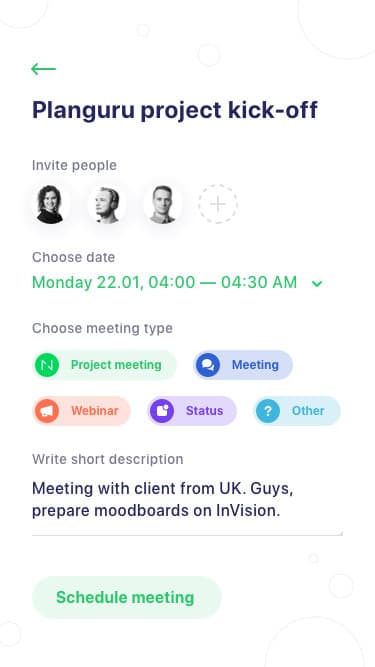 Planguru project kick-off
Invite people
Choose date
Monday 22.01, 04:00 — 04:30 AM
Choose meeting type
Project meeting
Meeting
Webinar
Status
? Other
Write short description
Meeting with client from UK. Guys,
prepare moodboards on InVision.
Schedule meeting